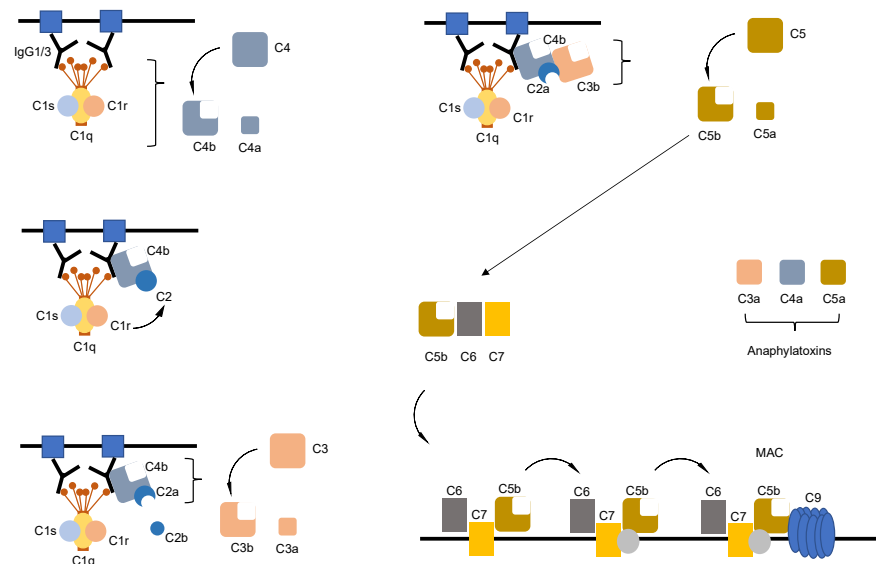 IgG1/3
C4
C1s
C1r
C1q
C4b
C4a
C4b
C2
C1s
C1r
C1q
C4b
C2a
C3
C1s
C1r
C2b
C1q
C3b
C3a
C4b
C5
C2a
C3b
C1s
C1r
C1q
C5b
C5a
C3a
C4a
C5a
Anaphylatoxins
C5b
C6
C7
MAC
C6
C5b
C7
C6
C5b
C7
C6
C5b
C9
C7